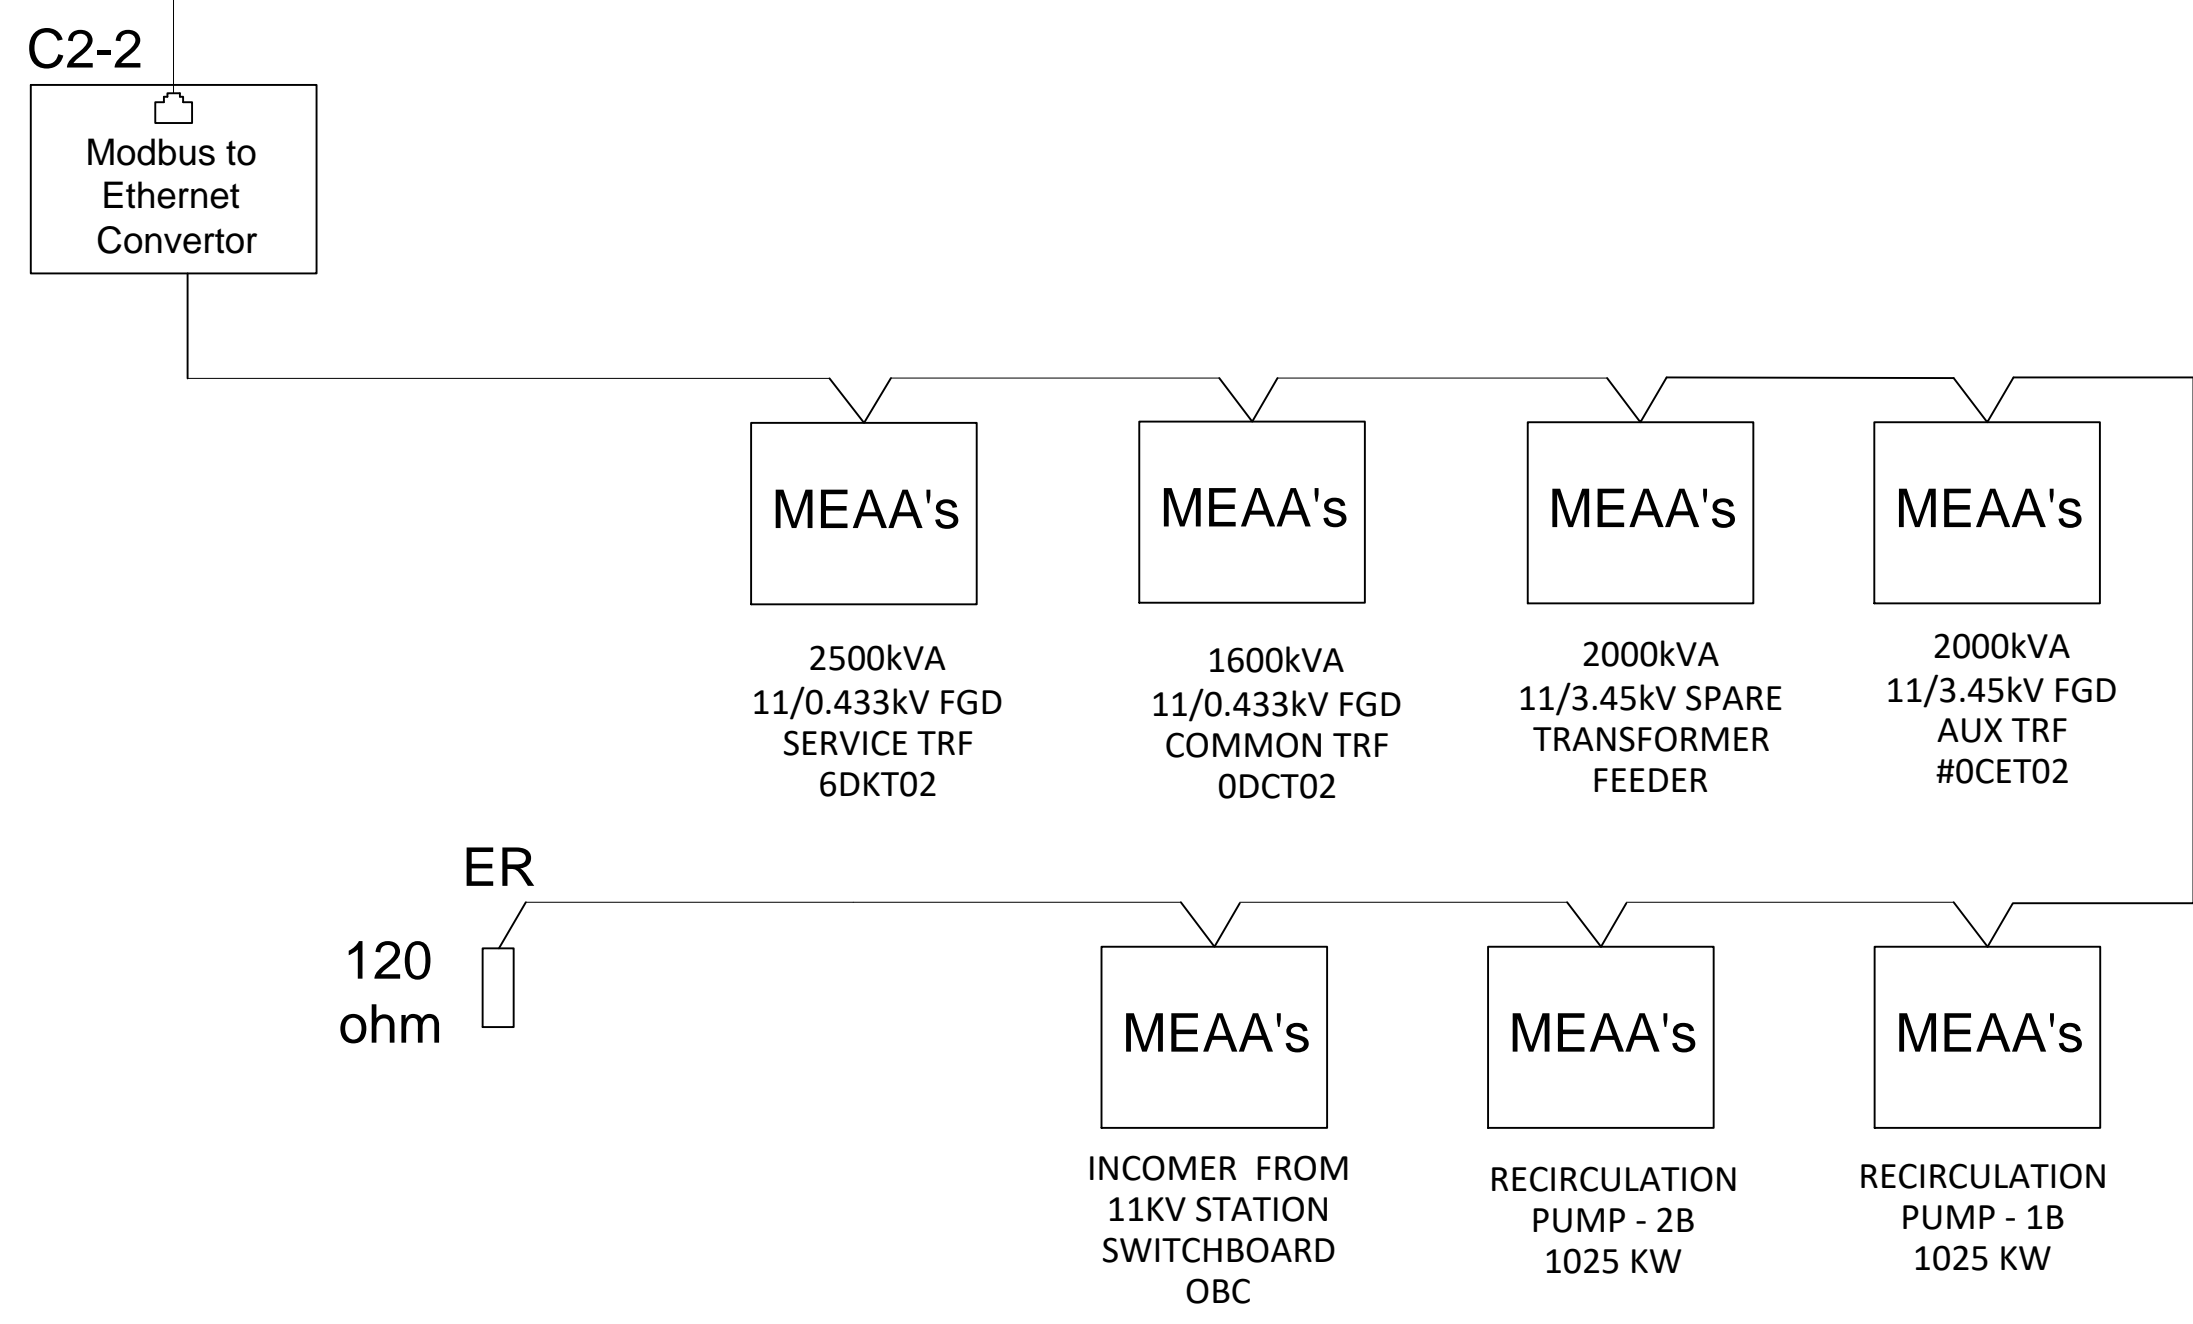 C2-2
Modbus to
Ethernet
Convertor
MEAA's
MEAA's
MEAA's
MEAA's
2500kVA
11/0.433kV FGD
SERVICE TRF
6DKT02
1600kVA
11/0.433kV FGD
COMMON TRF
0DCT02
2000kVA
11/3.45kV SPARE
TRANSFORMER
FEEDER
2000kVA
11/3.45kV FGD
AUX TRF
#0CET02
ER
120
ohm
MEAA's
MEAA's
MEAA's
INCOMER  FROM
11KV STATION
SWITCHBOARD
OBC
RECIRCULATION
PUMP - 2B
1025 KW
RECIRCULATION
PUMP - 1B
1025 KW